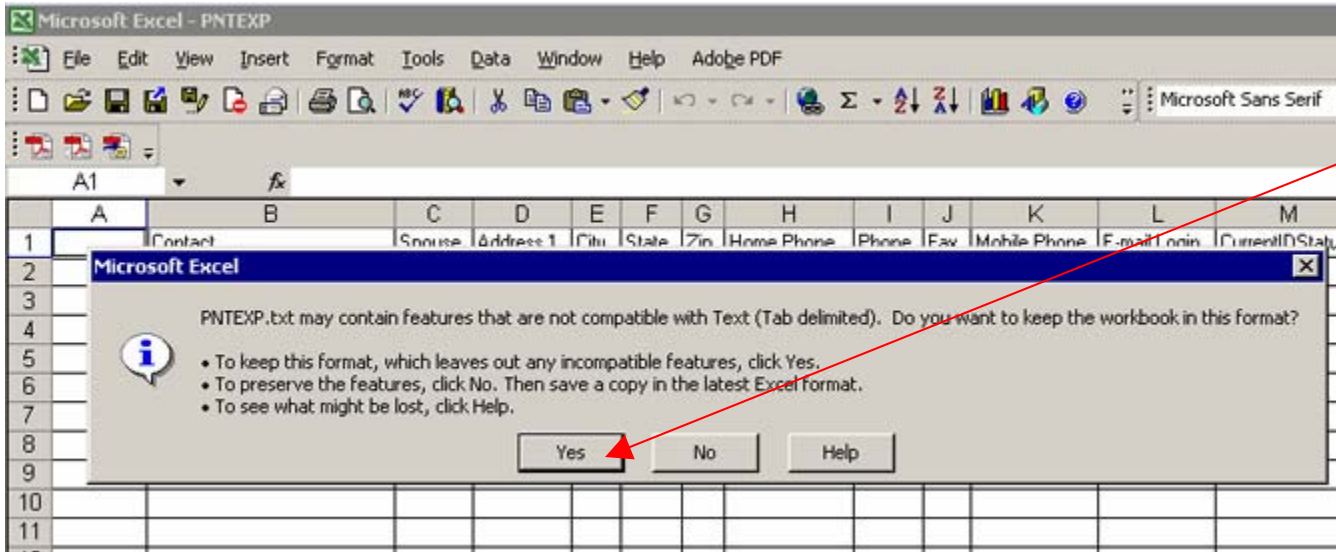 Microsoft Excel - PNTEXP
File Edit View Insert Format Tools Data Window Help Adobe PDF
Microsoft Sans Serif
A1 fx
A B C D E F G H I J K L M
1 Contact Spouse Address 1 City State Zip Home Phone Phone Fax Mobile Phone E-mail Login CurrentIDStatu
2 Microsoft Excel
3
PNTEXP.txt may contain features that are not compatible with Text (Tab delimited). Do you want to keep the workbook in this format?
4
5 • To keep this format, which leaves out any incompatible features, click Yes.
6 • To preserve the features, click No. Then save a copy in the latest Excel format.
7 • To see what might be lost, click Help.
8 Yes No Help
9
10
11